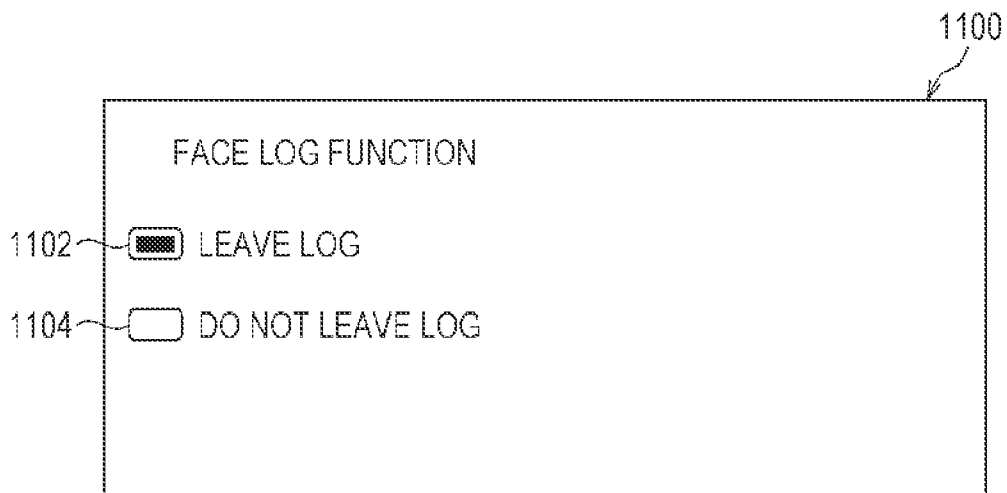 1100
FACE LOG FUNCTION
1102 LEAVE LOG
1104 DO NOT LEAVE LOG